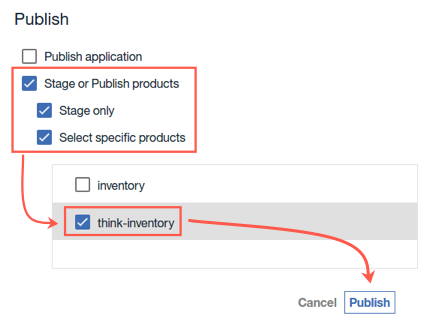 Publish
Publish application
Stage or Publish products
Stage only
Select specific products
inventory
think-inventory
Cancel Publish